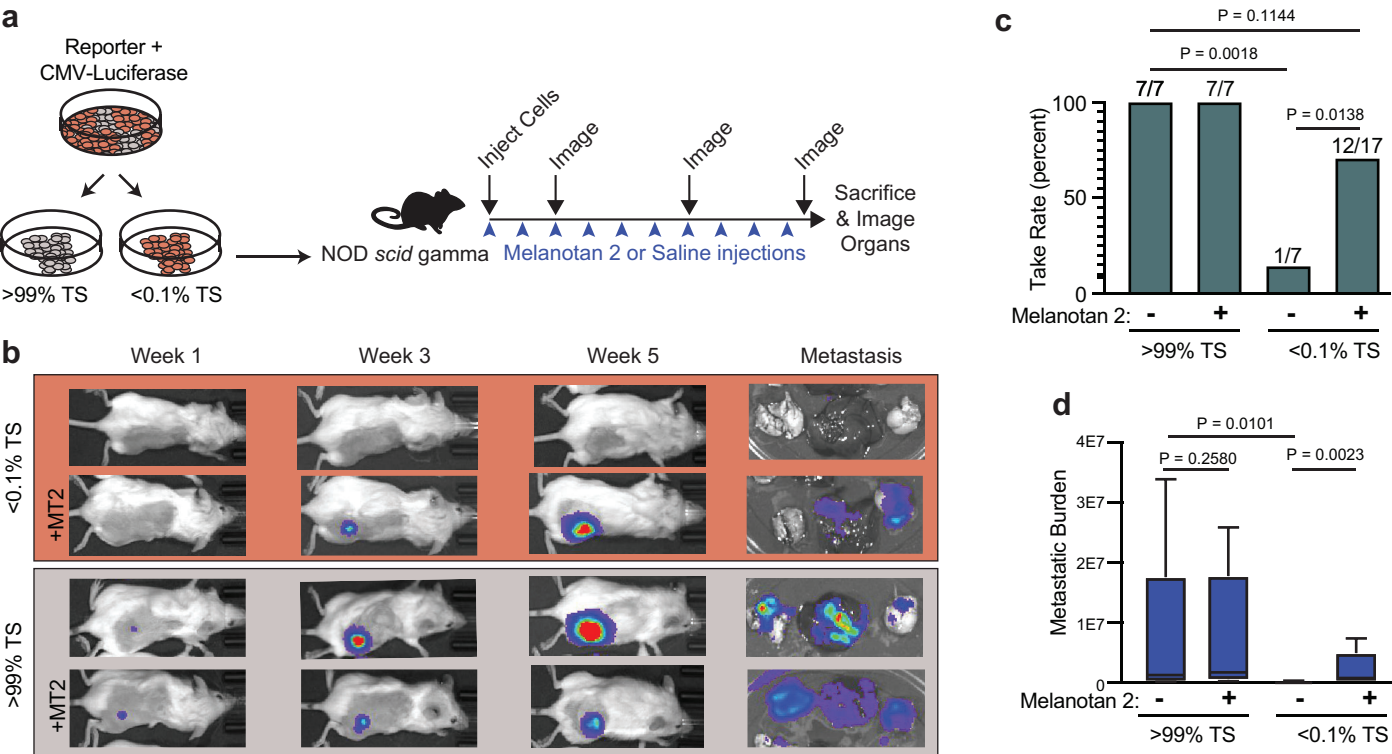 a
Reporter +
CMV-Luciferase
>99% TS
<0.1% TS
NOD scid gamma
Inject Cells
Image
Image
Image
Melanotan 2 or Saline injections
Sacrifice
& Image
Organs
b
Week 1
Week 3
Week 5
Metastasis
<0.1% TS
+MT2
>99% TS
+MT2
c
P = 0.1144
P = 0.0018
P = 0.0138
7/7
7/7
1/7
12/17
Take Rate (percent)
100
50
0
Melanotan 2:
-
+
-
+
>99% TS
<0.1% TS
d
P = 0.0101
P = 0.2580
P = 0.0023
Metastatic Burden
4E7
3E7
2E7
1E7
0
Melanotan 2:
-
+
-
+
>99% TS
<0.1% TS